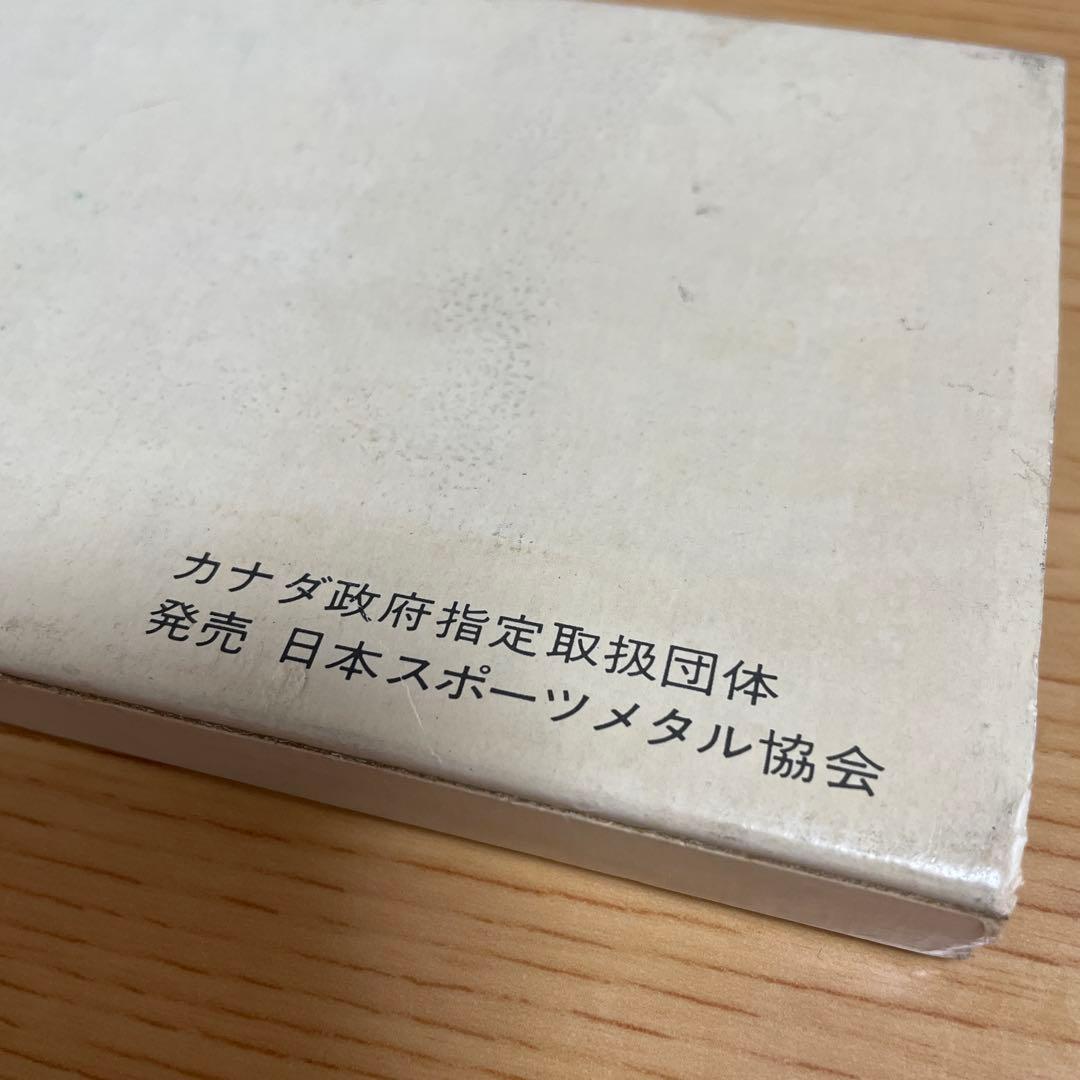 カナダ政府指定取扱団体
発売 日本スポーツメタル協会